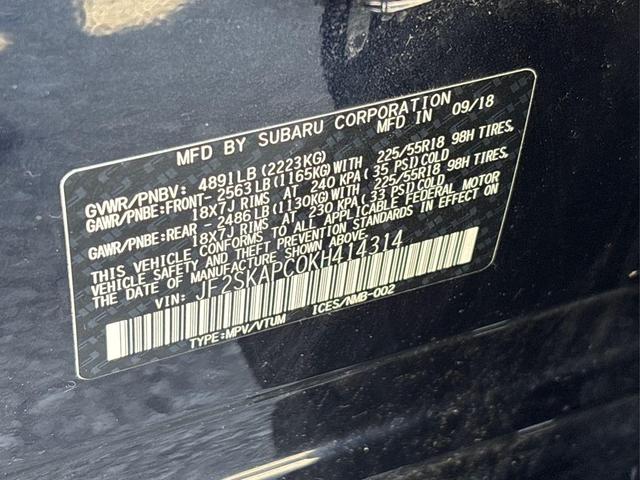 MFD BY SUBARU CORPORATION
MFD IN 09/18
GVWR/PNBV: 4891LB (2223KG)
GAWR/PNBE:FRONT- 2563LB (1165KG)WITH 225/55R18 98H TIRES,
18X7J RIMS AT 240 KPA (35 PSI)COLD
GAWR/PNBE:REAR - 2486LB (1130KG)WITH 225/55R18 98H TIRES,
18X7J RIMS AT 230 KPA (33 PSI)COLD
THIS VEHICLE CONFORMS TO ALL APPLICABLE FEDERAL MOTOR
VEHICLE SAFETY AND THEFT PREVENTION STANDARDS IN EFFECT ON
THE DATE OF MANUFACTURE SHOWN ABOVE.
VIN: JF2SKAPC0KH414314
TYPE:MPV/VTUM ICES/NMB-002